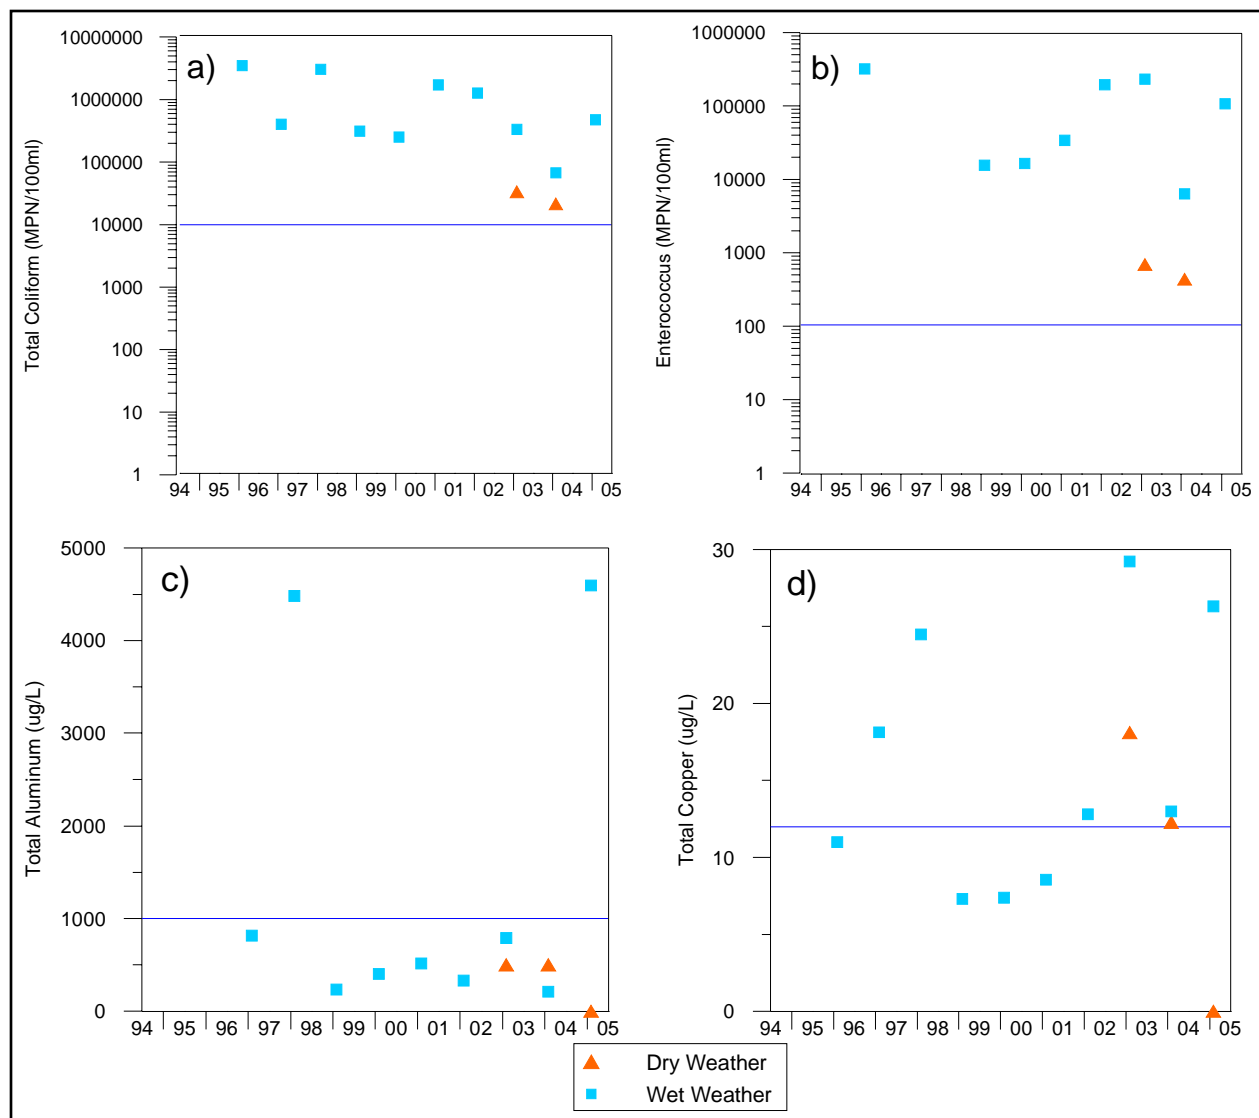 a)
Total Coliform (MPN/100ml)
10000000
1000000
100000
10000
1000
100
10
1
94 95 96 97 98 99 00 01 02 03 04 05
b)
Enterococcus (MPN/100ml)
1000000
100000
10000
1000
100
10
1
94 95 96 97 98 99 00 01 02 03 04 05
c)
Total Aluminum (ug/L)
5000
4000
3000
2000
1000
0
94 95 96 97 98 99 00 01 02 03 04 05
d)
Total Copper (ug/L)
30
20
10
0
94 95 96 97 98 99 00 01 02 03 04 05
Dry Weather
Wet Weather